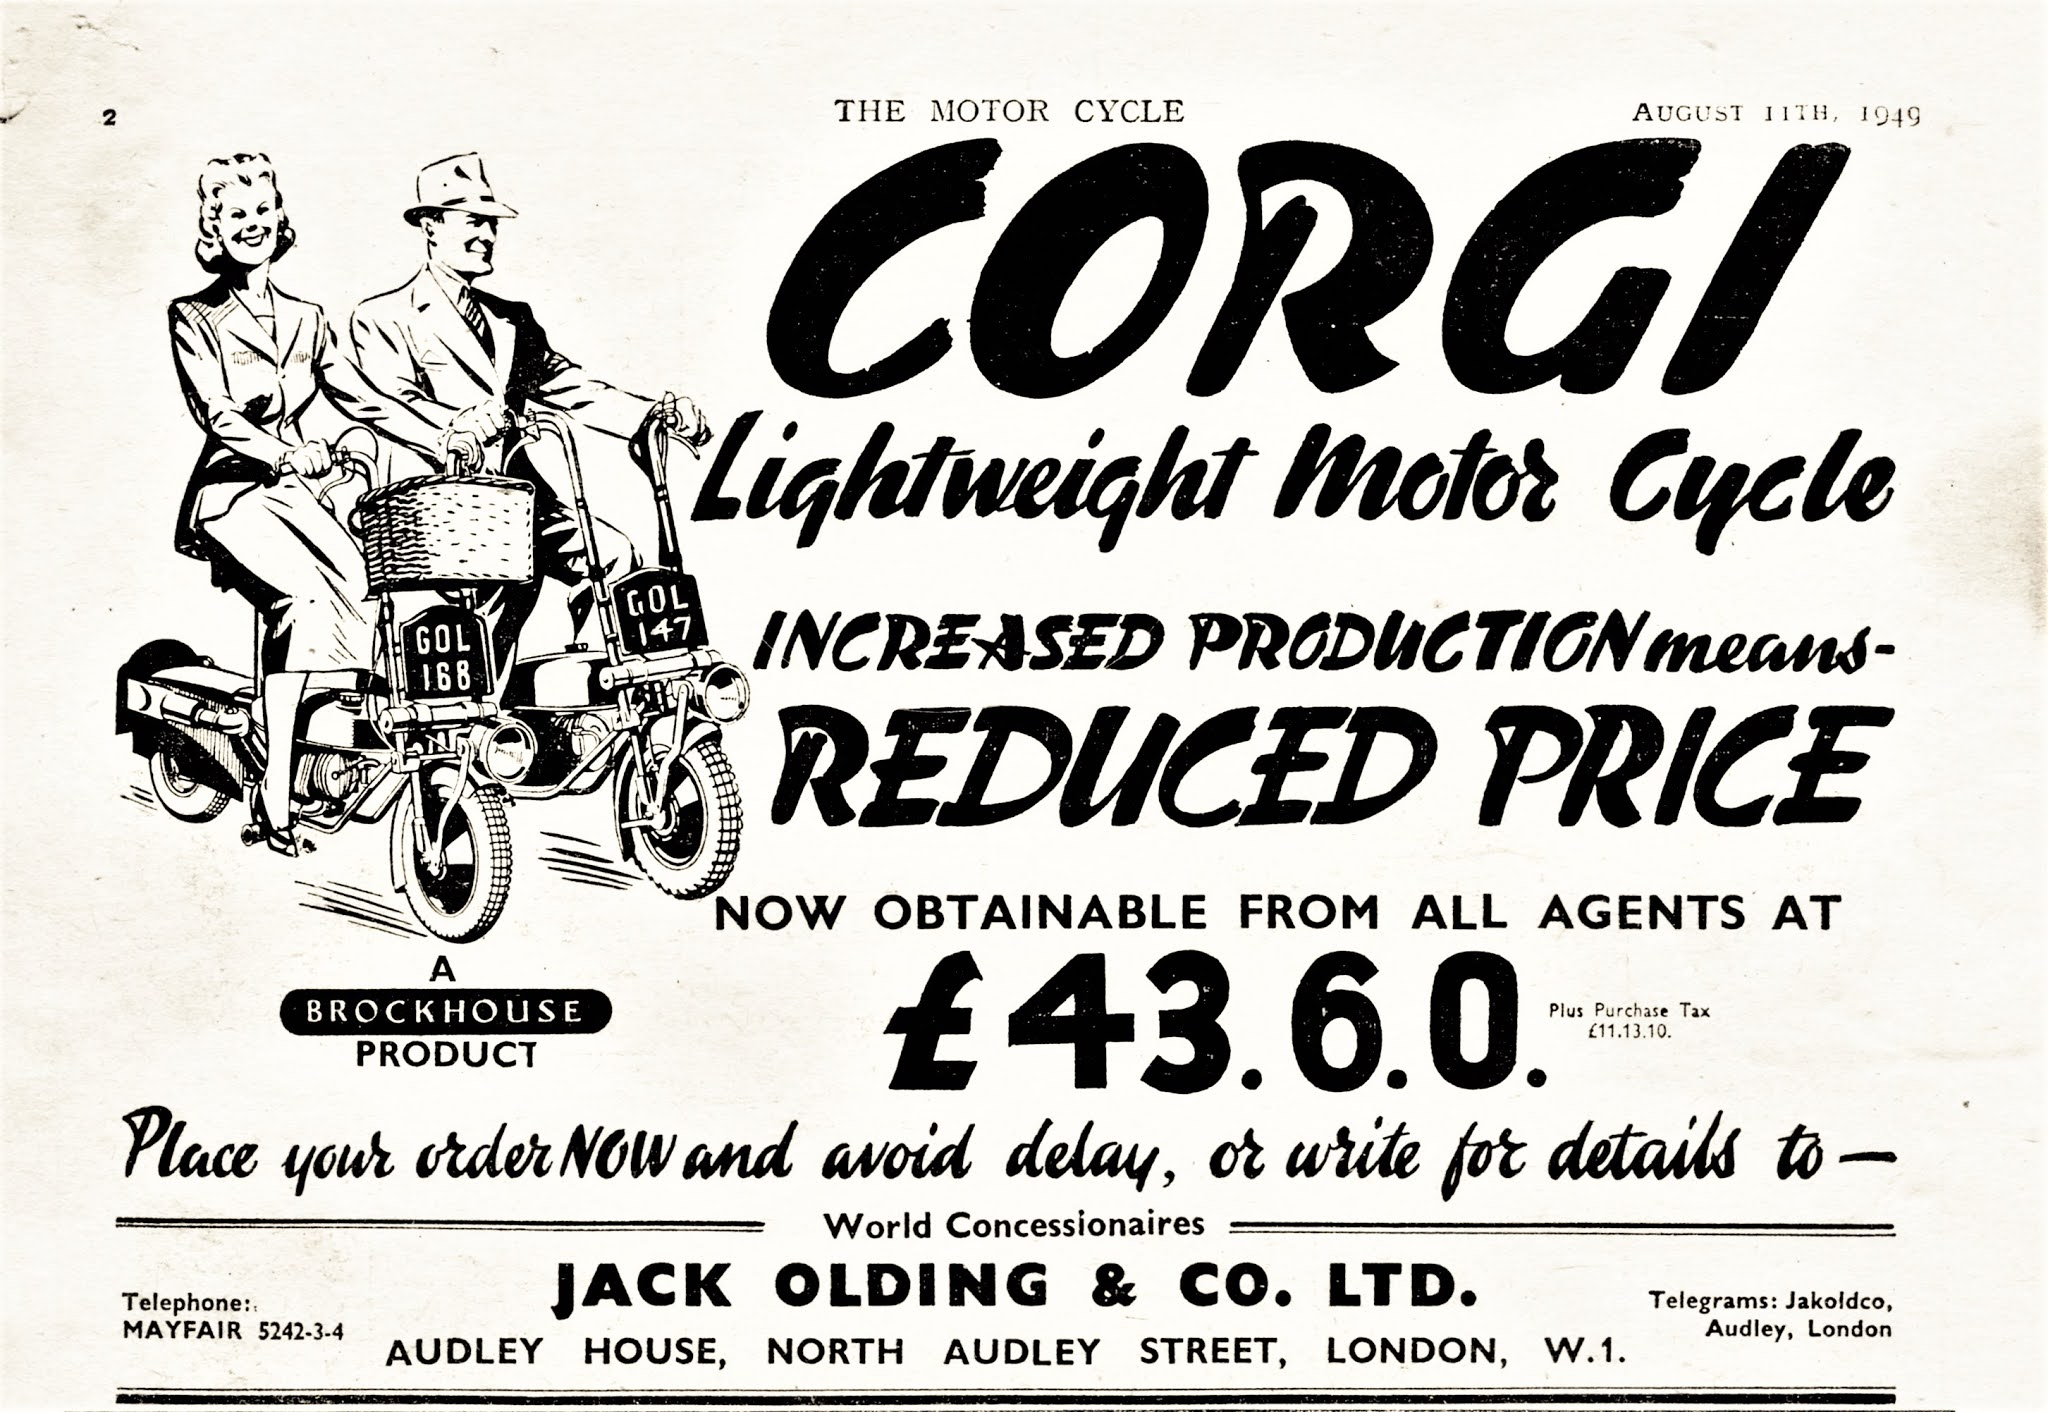 2
THE MOTOR CYCLE
AUGUST 11TH, 1949
CORGI
Lightweight Motor Cycle
INCREASED PRODUCTION means-
REDUCED PRICE
GOL
147
GOL
168
NOW OBTAINABLE FROM ALL AGENTS AT
£43.6.0.
Plus Purchase Tax
£11.13.10.
A
BROCKHOUSE
PRODUCT
Place your order NOW and avoid delay, or write for details to —
World Concessionaires
JACK OLDING & CO. LTD.
Telephone:
MAYFAIR 5242-3-4
AUDLEY HOUSE, NORTH AUDLEY STREET, LONDON, W.1.
Telegrams: Jakoldco,
Audley, London